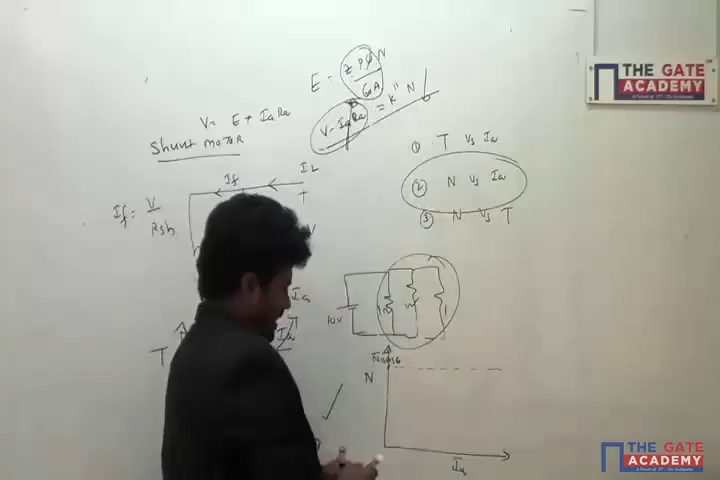 E = ZPΦN / 60A
V = E + IaRa
V - IaRa = K" N
Shunt MOTOR
If
IL
If = V / Rsh
V
① T vs Ia
② N vs Ia
③ N vs T
T
Ia
10V
N
Ia
THE GATE
ACADEMY
THE GATE
ACADEMY